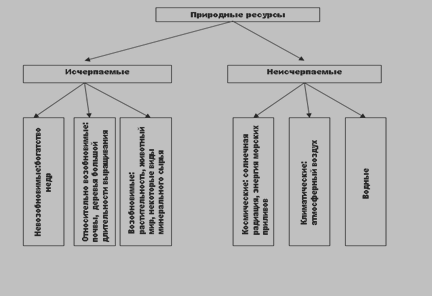 Природные ресурсы
Исчерпаемые
Неисчерпаемые
Невозобновимые:богатство
недр
Относительно возобновимые:
почвы, деревья большой
длительности выращивания
Возобновимые:
растительность, животный
мир, некоторые виды
минерального сырья
Космические: солнечная
радиация, энергия морских
приливов
Климатические:
атмосферный воздух
Водные